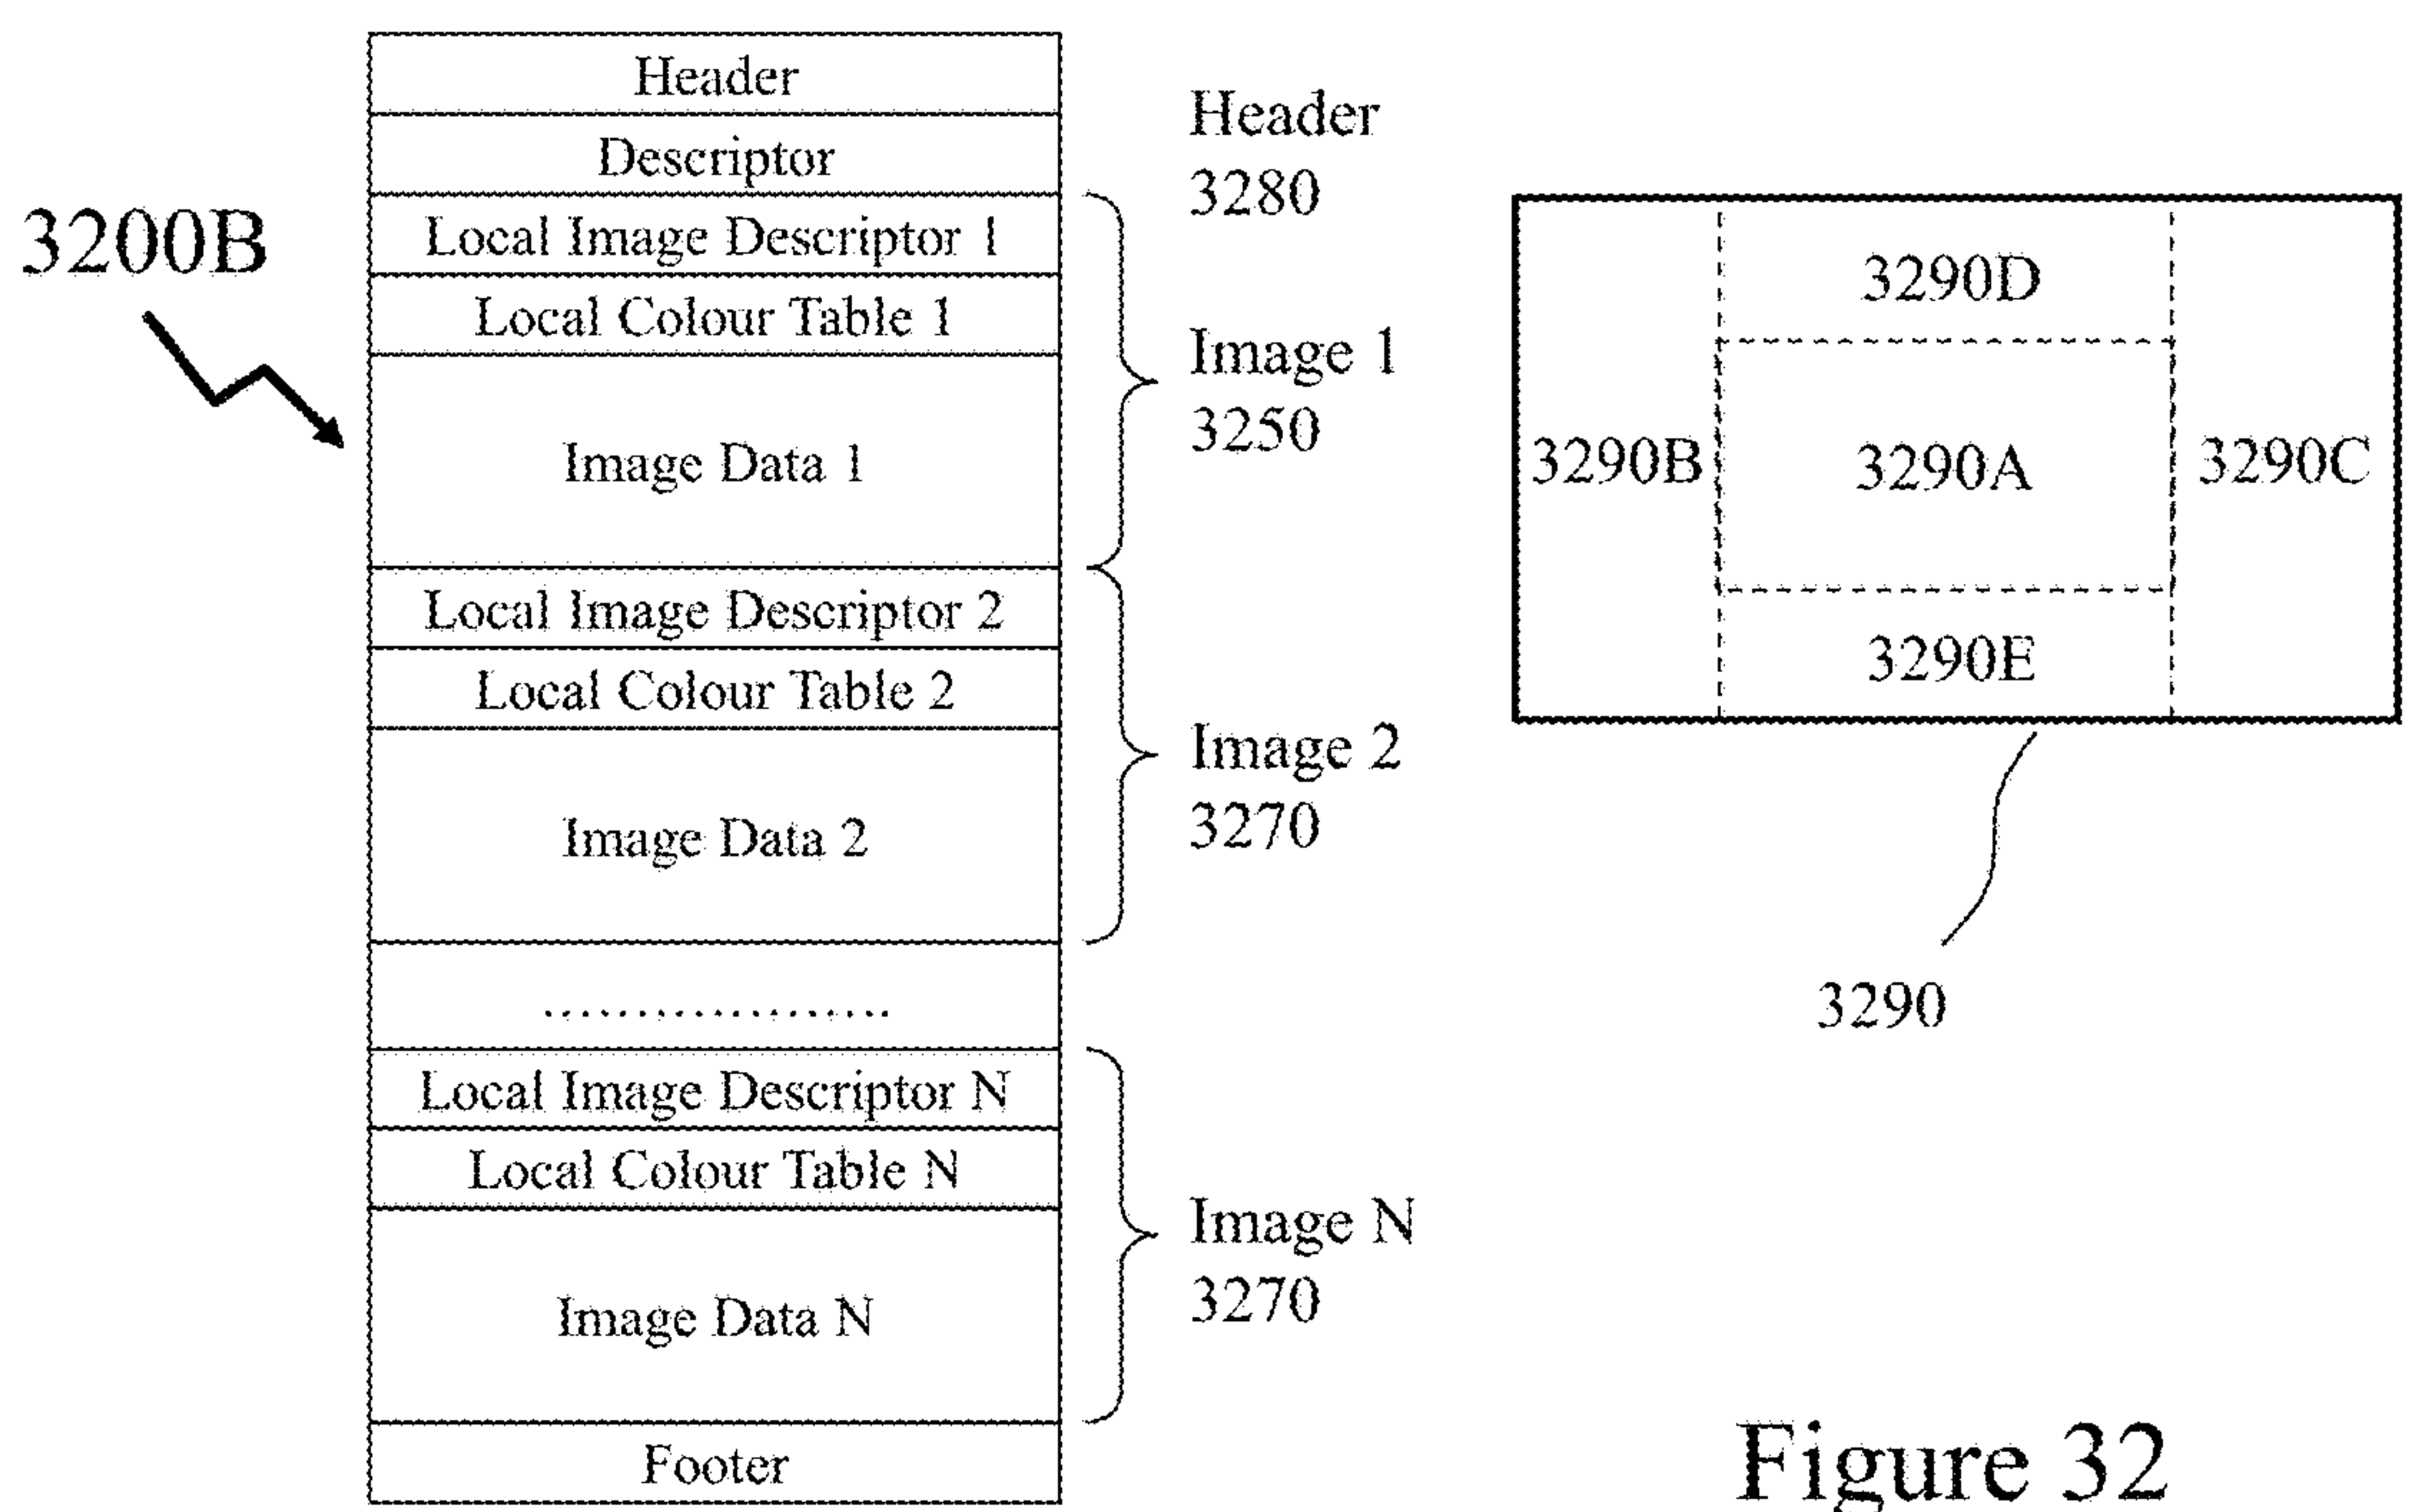 3200B
Header
Descriptor
Local Image Descriptor 1
Local Colour Table 1
Image Data 1
Local Image Descriptor 2
Local Colour Table 2
Image Data 2
..................
Local Image Descriptor N
Local Colour Table N
Image Data N
Footer
Header
3280
Image 1
3250
Image 2
3270
Image N
3270
3290D
3290B
3290A
3290C
3290E
3290
Figure 32